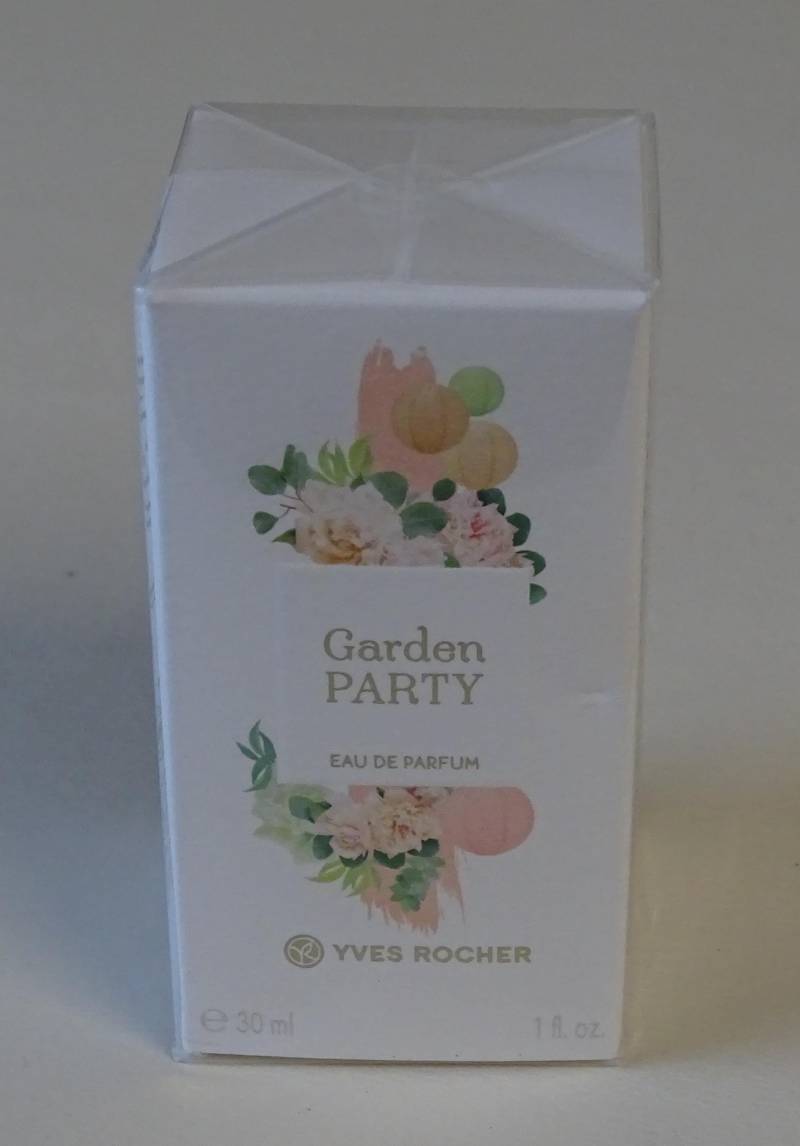 Garden
PARTY
EAU DE PARFUM
YVES ROCHER
℮ 30 ml
1 fl. oz.